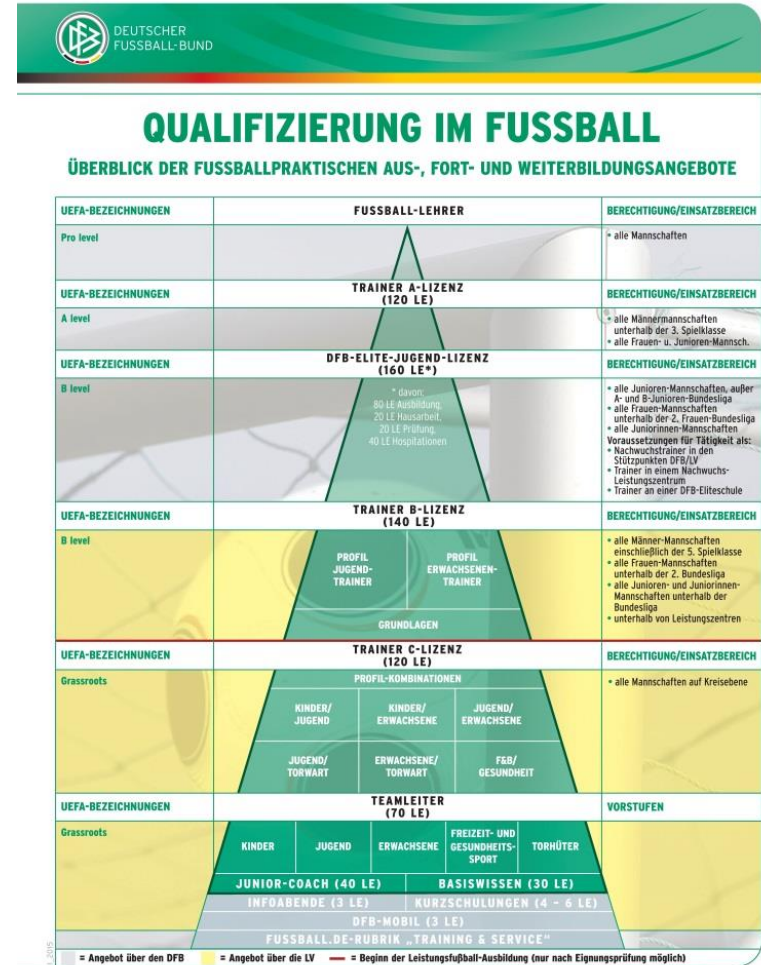 DEUTSCHER
FUSSBALL-BUND
QUALIFIZIERUNG IM FUSSBALL
ÜBERBLICK DER FUSSBALLPRAKTISCHEN AUS-, FORT- UND WEITERBILDUNGSANGEBOTE
UEFA-BEZEICHNUNGEN
FUSSBALL-LEHRER
BERECHTIGUNG/EINSATZBEREICH
Pro level
• alle Mannschaften
UEFA-BEZEICHNUNGEN
TRAINER A-LIZENZ
(120 LE)
BERECHTIGUNG/EINSATZBEREICH
A level
• alle Männermannschaften
unterhalb der 3. Spielklasse
• alle Frauen- u. Junioren-Mannsch.
UEFA-BEZEICHNUNGEN
DFB-ELITE-JUGEND-LIZENZ
(160 LE*)
BERECHTIGUNG/EINSATZBEREICH
B level
* davon:
80 LE Ausbildung,
20 LE Hausarbeit,
20 LE Prüfung,
40 LE Hospitationen
• alle Junioren-Mannschaften, außer
A- und B-Junioren-Bundesliga
• alle Frauen-Mannschaften
unterhalb der 2. Frauen-Bundesliga
• alle Juniorinnen-Mannschaften
Voraussetzungen für Tätigkeit als:
• Nachwuchstrainer in den
Stützpunkten DFB/LV
• Trainer in einem Nachwuchs-
Leistungszentrum
• Trainer an einer DFB-Eliteschule
UEFA-BEZEICHNUNGEN
TRAINER B-LIZENZ
(140 LE)
BERECHTIGUNG/EINSATZBEREICH
B level
PROFIL
JUGEND-
TRAINER
PROFIL
ERWACHSENEN-
TRAINER
GRUNDLAGEN
• alle Männer-Mannschaften
einschließlich der 5. Spielklasse
• alle Frauen-Mannschaften
unterhalb der 2. Bundesliga
• alle Junioren- und Juniorinnen-
Mannschaften unterhalb der
Bundesliga
• unterhalb von Leistungszentren
UEFA-BEZEICHNUNGEN
TRAINER C-LIZENZ
(120 LE)
BERECHTIGUNG/EINSATZBEREICH
Grassroots
PROFIL-KOMBINATIONEN
KINDER/
JUGEND
KINDER/
ERWACHSENE
JUGEND/
ERWACHSENE
JUGEND/
TORWART
ERWACHSENE/
TORWART
F&B/
GESUNDHEIT
• alle Mannschaften auf Kreisebene
UEFA-BEZEICHNUNGEN
TEAMLEITER
(70 LE)
VORSTUFEN
Grassroots
KINDER
JUGEND
ERWACHSENE
FREIZEIT- UND
GESUNDHEITS-
SPORT
TORHÜTER
JUNIOR-COACH (40 LE)
BASISWISSEN (30 LE)
INFOABENDE (3 LE)
KURZSCHULUNGEN (4 – 6 LE)
DFB-MOBIL (3 LE)
FUSSBALL.DE-RUBRIK „TRAINING & SERVICE"
= Angebot über den DFB
= Angebot über die LV
= Beginn der Leistungsfußball-Ausbildung (nur nach Eignungsprüfung möglich)